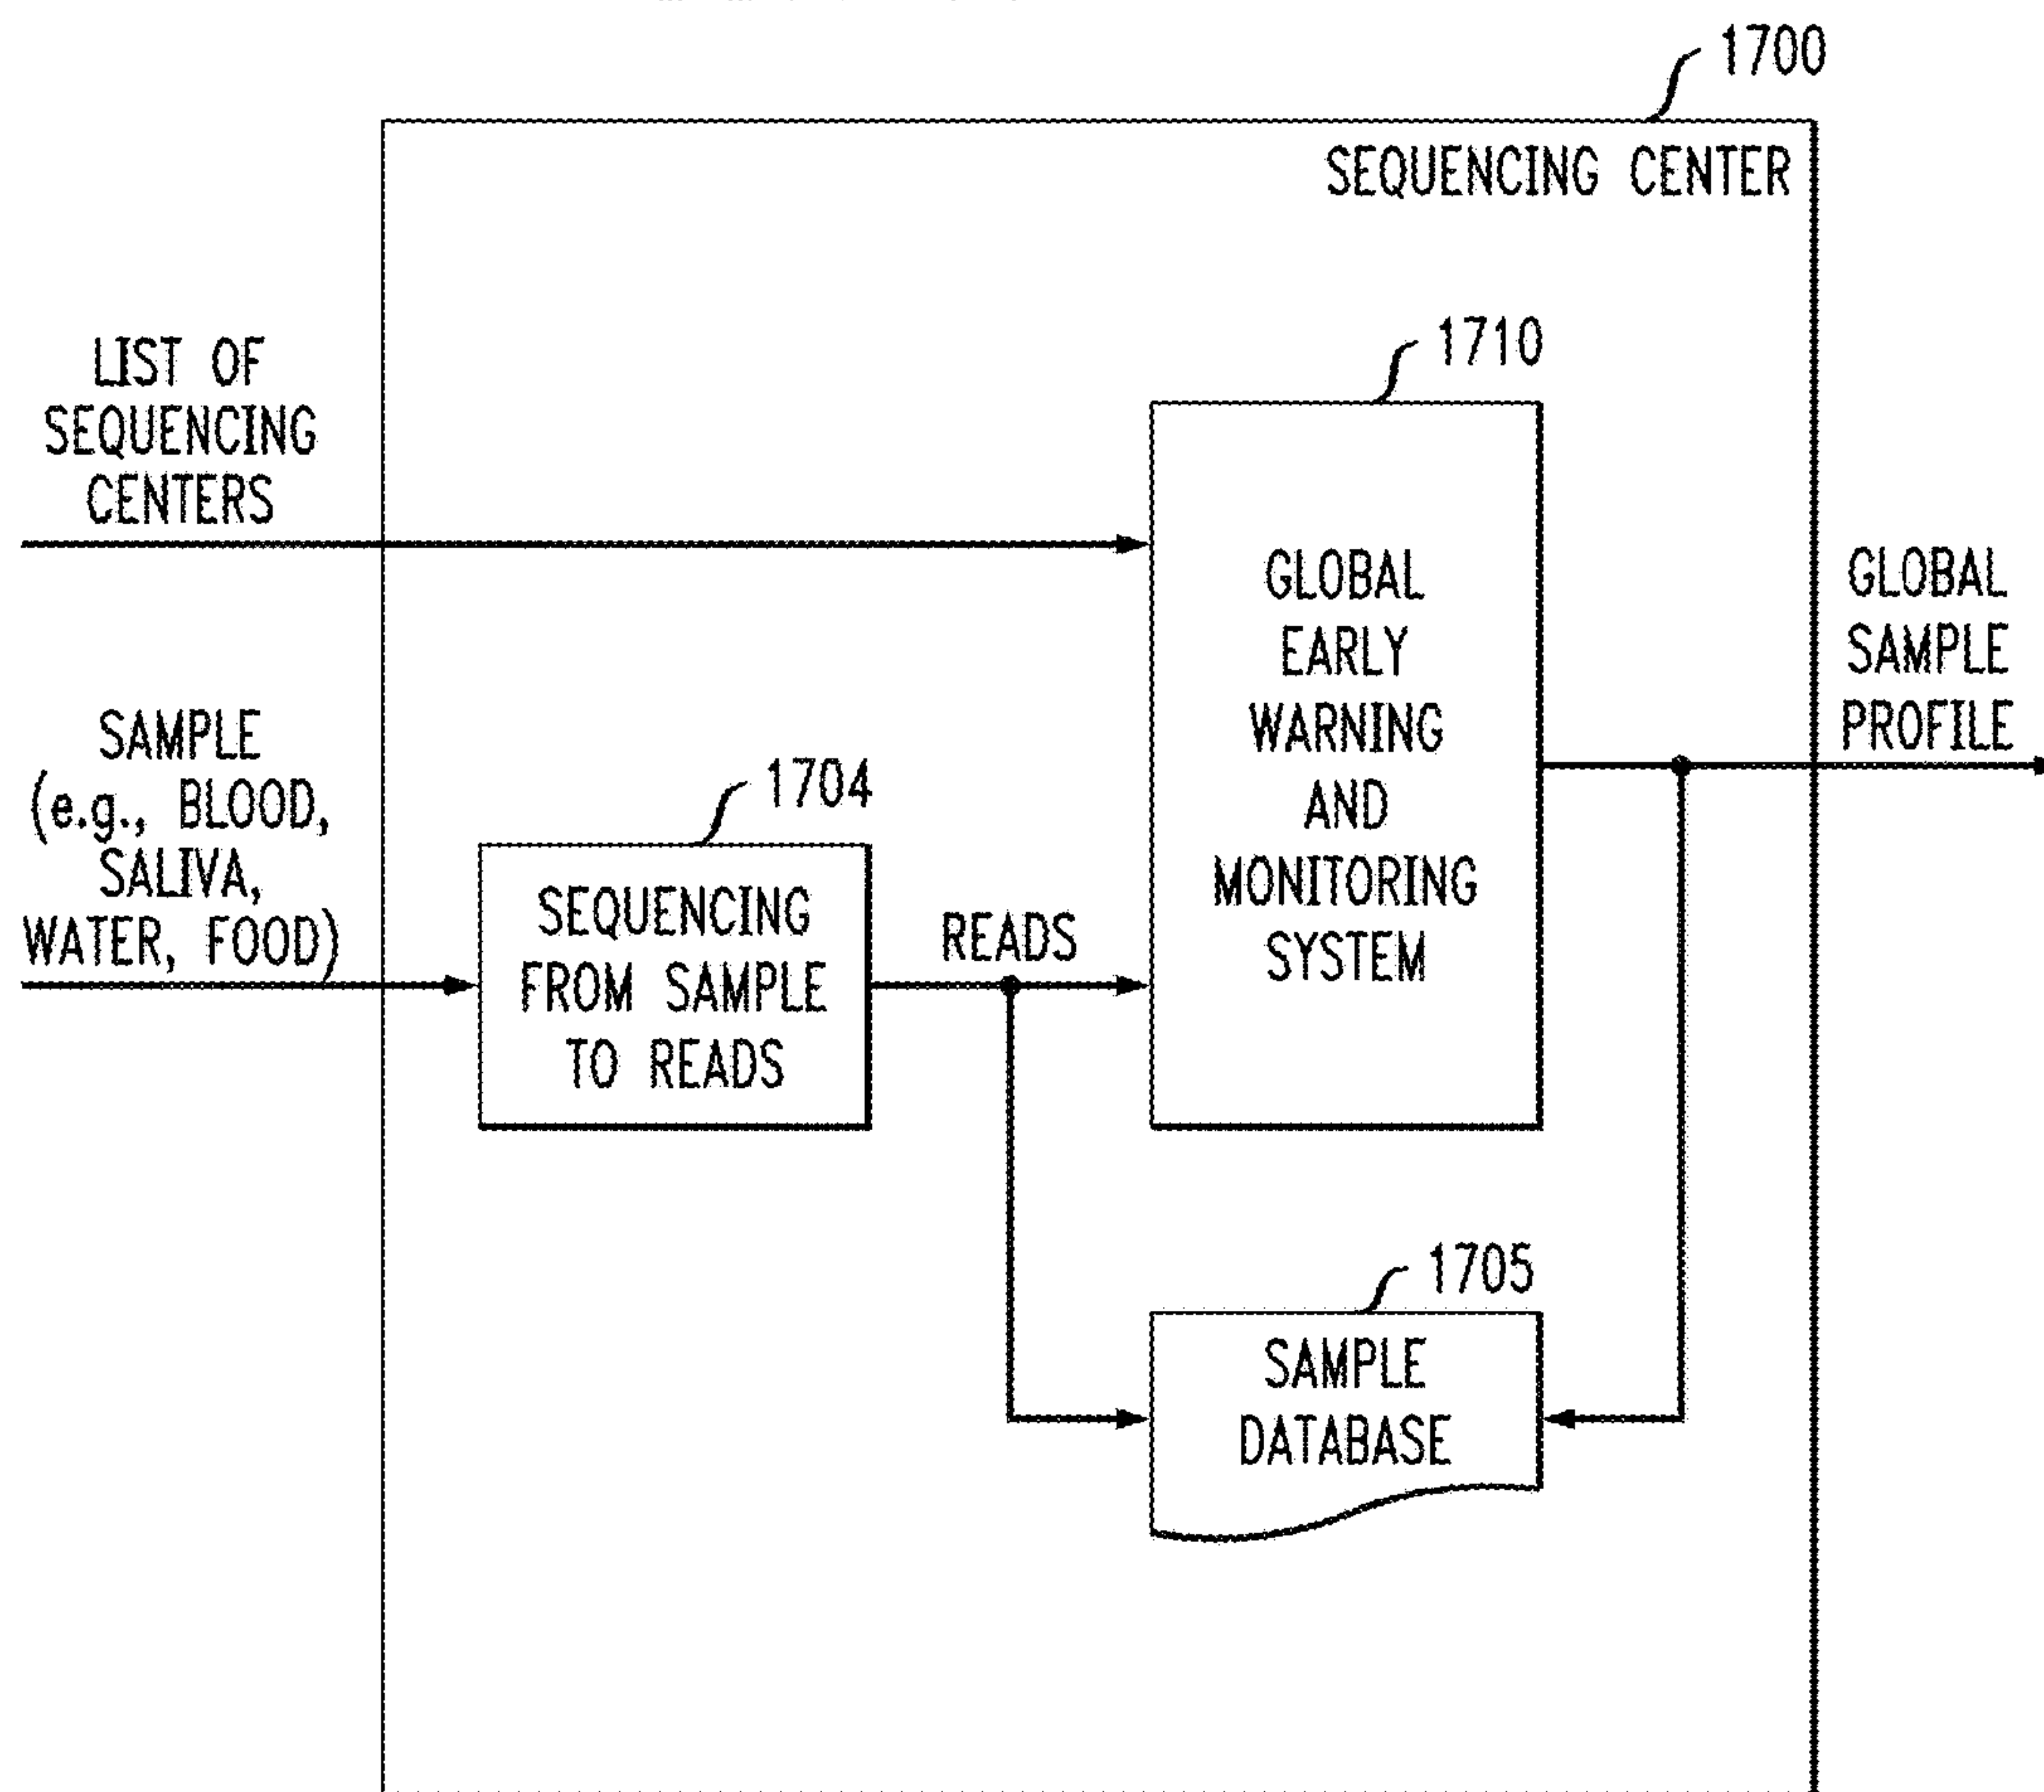 1700
SEQUENCING CENTER
1710
LIST OF
SEQUENCING
CENTERS
GLOBAL
EARLY
WARNING
AND
MONITORING
SYSTEM
GLOBAL
SAMPLE
PROFILE
SAMPLE
(e.g., BLOOD,
SALIVA,
WATER, FOOD)
1704
SEQUENCING
FROM SAMPLE
TO READS
READS
1705
SAMPLE
DATABASE